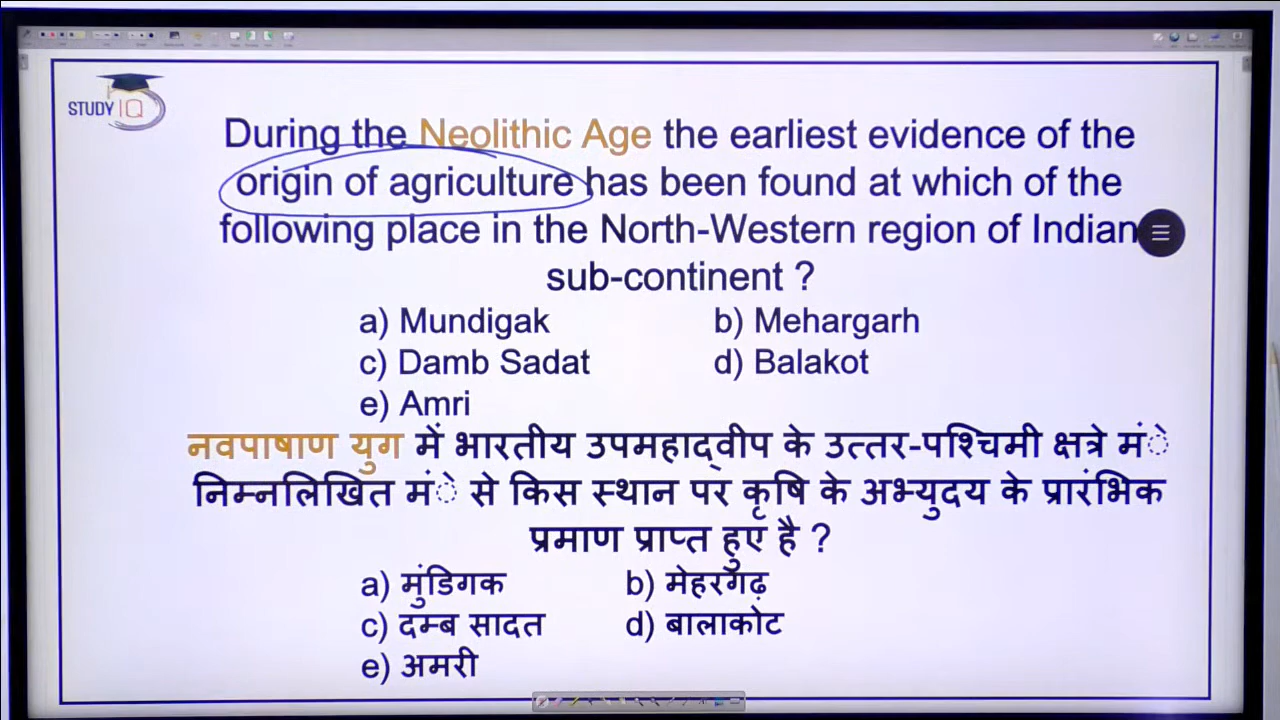 STUDY IQ
During the Neolithic Age the earliest evidence of the
origin of agriculture has been found at which of the
following place in the North-Western region of Indian
sub-continent ?
a) Mundigak b) Mehargarh
c) Damb Sadat d) Balakot
e) Amri
नवपाषाण युग में भारतीय उपमहाद्वीप के उत्तर-पश्चिमी क्षत्रे मंे
निम्नलिखित मंे से किस स्थान पर कृषि के अभ्युदय के प्रारंभिक
प्रमाण प्राप्त हुए है ?
a) मुंडिगक b) मेहरगढ़
c) दम्ब सादत d) बालाकोट
e) अमरी